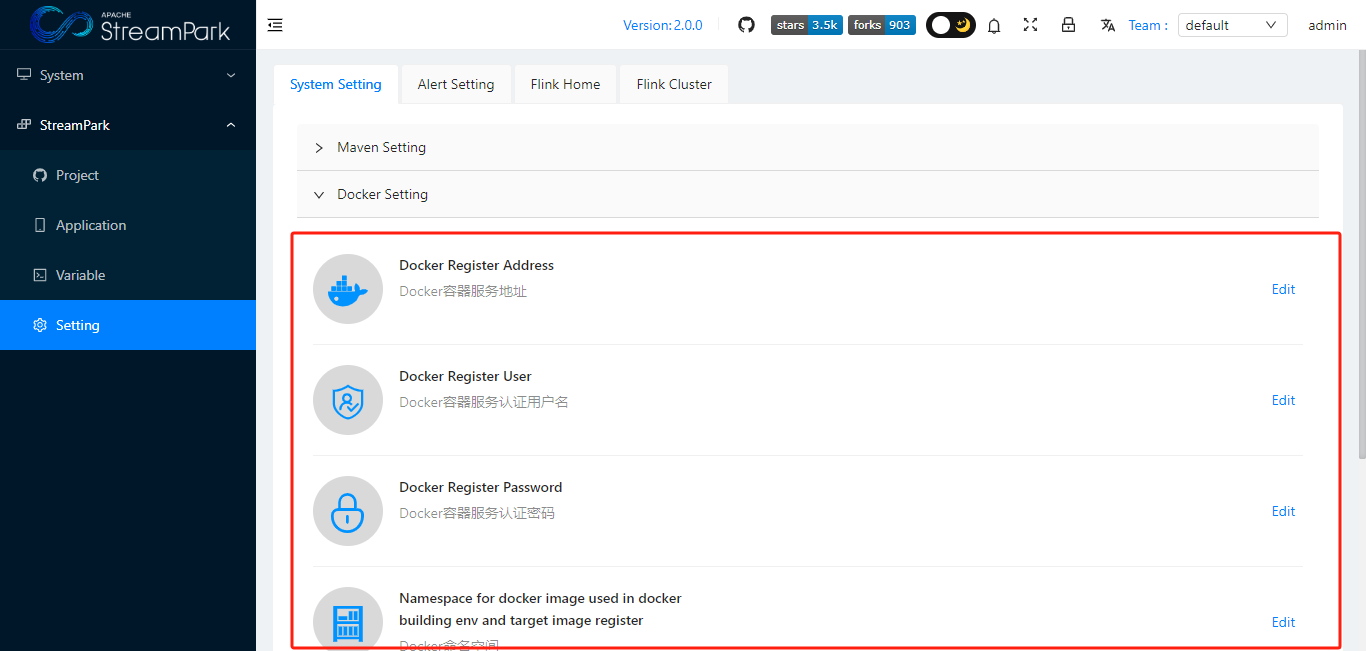 APACHE
StreamPark
Version:2.0.0
stars 3.5k
forks 903
Team :
default
admin
System
StreamPark
Project
Application
Variable
Setting
System Setting
Alert Setting
Flink Home
Flink Cluster
Maven Setting
Docker Setting
Docker Register Address
Docker容器服务地址
Edit
Docker Register User
Docker容器服务认证用户名
Edit
Docker Register Password
Docker容器服务认证密码
Edit
Namespace for docker image used in docker
building env and target image register
Docker命名空间
Edit